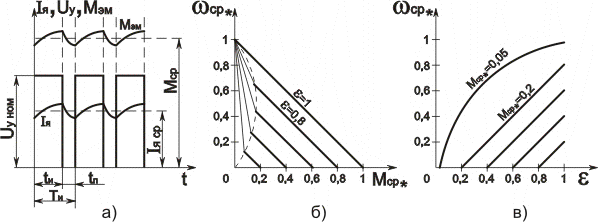 Iя, Uу, Mэм
Mэм
Mср
Uу ном
Iя
Iя ср
tи
tп
Tи
t
а)
ωср*
1
0,8
0,6
0,4
0,2
ε=1
ε=0,8
0 0,2 0,4 0,6 0,8 1
Mср*
б)
ωср*
1
0,8
0,6
0,4
0,2
Mср*=0,05
Mср*=0,2
0,2 0,4 0,6 0,8 1
ε
в)